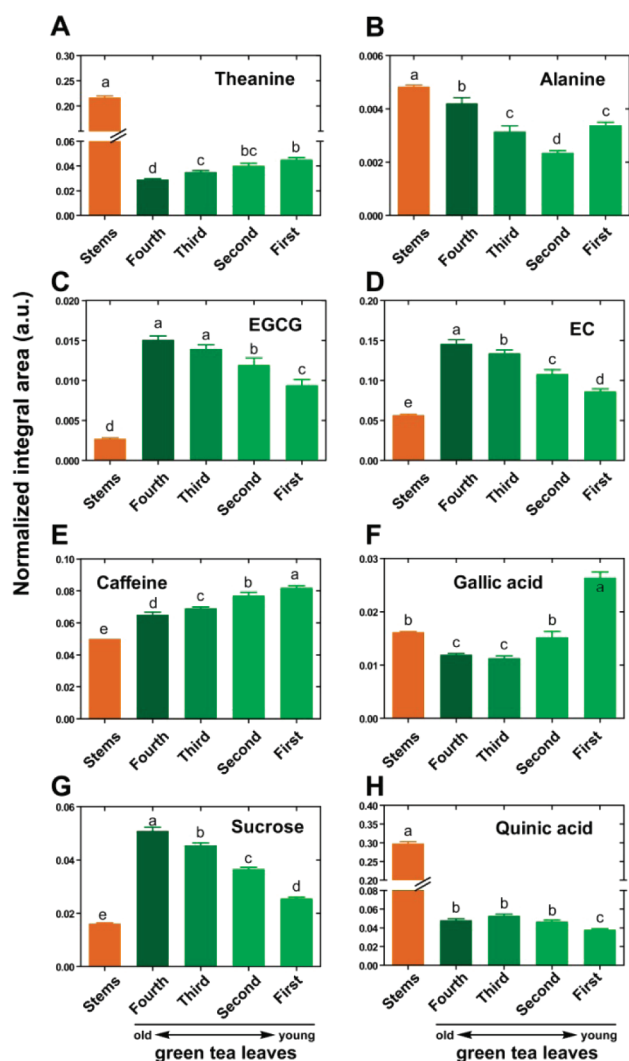 A
Theanine
0.30
0.20
0.10
0.06
0.04
0.02
0.00
a
d
c
bc
b
Stems
Fourth
Third
Second
First
B
Alanine
0.006
0.004
0.002
0.000
a
b
c
d
c
Stems
Fourth
Third
Second
First
Normalized integral area (a.u.)
C
EGCG
0.020
0.015
0.010
0.005
0.000
d
a
a
b
c
Stems
Fourth
Third
Second
First
D
EC
0.20
0.15
0.10
0.05
0.00
e
a
b
c
d
Stems
Fourth
Third
Second
First
E
Caffeine
0.10
0.08
0.06
0.04
0.02
0.00
e
d
c
b
a
Stems
Fourth
Third
Second
First
F
Gallic acid
0.03
0.02
0.01
0.00
b
c
c
b
a
Stems
Fourth
Third
Second
First
G
Sucrose
0.06
0.04
0.02
0.00
e
a
b
c
d
Stems
Fourth
Third
Second
First
old young
green tea leaves
H
Quinic acid
0.40
0.30
0.20
0.10
0.08
0.06
0.04
0.02
0.00
a
b
b
b
c
Stems
Fourth
Third
Second
First
old young
green tea leaves